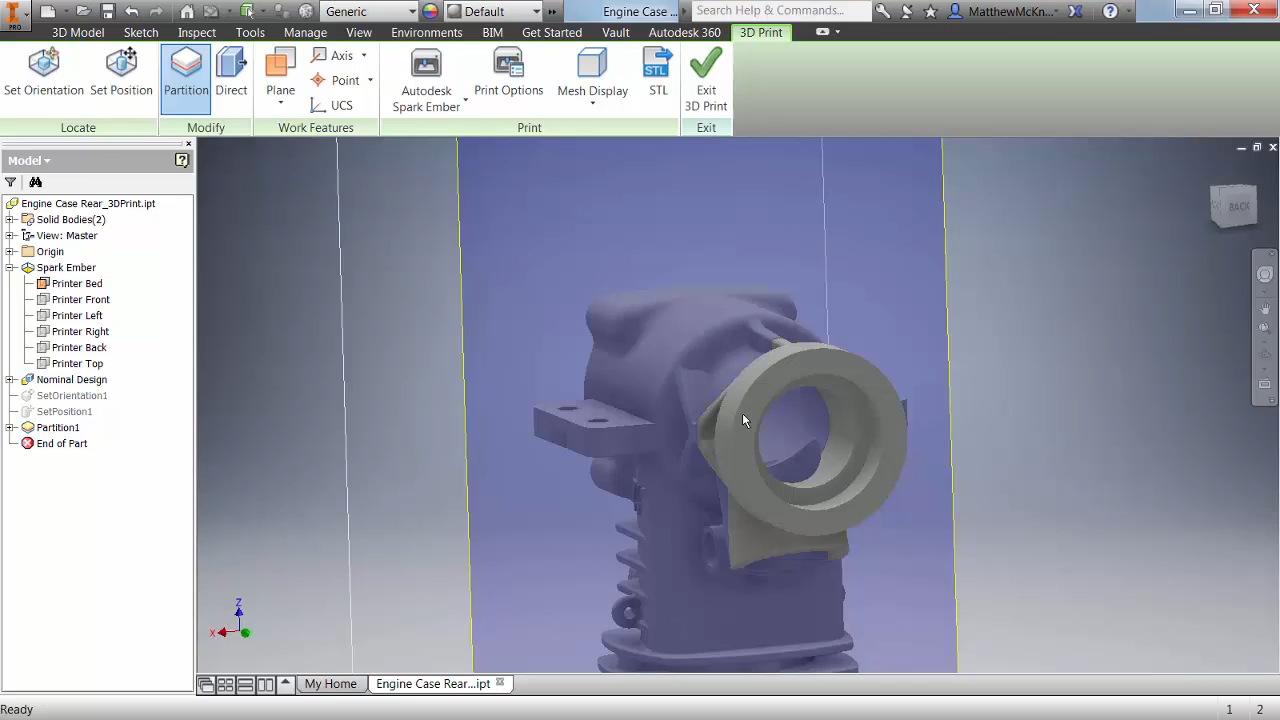 PRO
Generic
Default
Engine Case ...
Search Help & Commands...
MatthewMcKn...
3D Model
Sketch
Inspect
Tools
Manage
View
Environments
BIM
Get Started
Vault
Autodesk 360
3D Print
Set Orientation
Set Position
Partition
Direct
Plane
Axis
Point
UCS
Autodesk
Spark Ember
Print Options
Mesh Display
STL
STL
Exit
3D Print
Locate
Modify
Work Features
Print
Exit
Model
Engine Case Rear_3DPrint.ipt
Solid Bodies(2)
View: Master
Origin
Spark Ember
Printer Bed
Printer Front
Printer Left
Printer Right
Printer Back
Printer Top
Nominal Design
SetOrientation1
SetPosition1
Partition1
End of Part
BACK
Z
X
My Home
Engine Case Rear...ipt
Ready
1
2